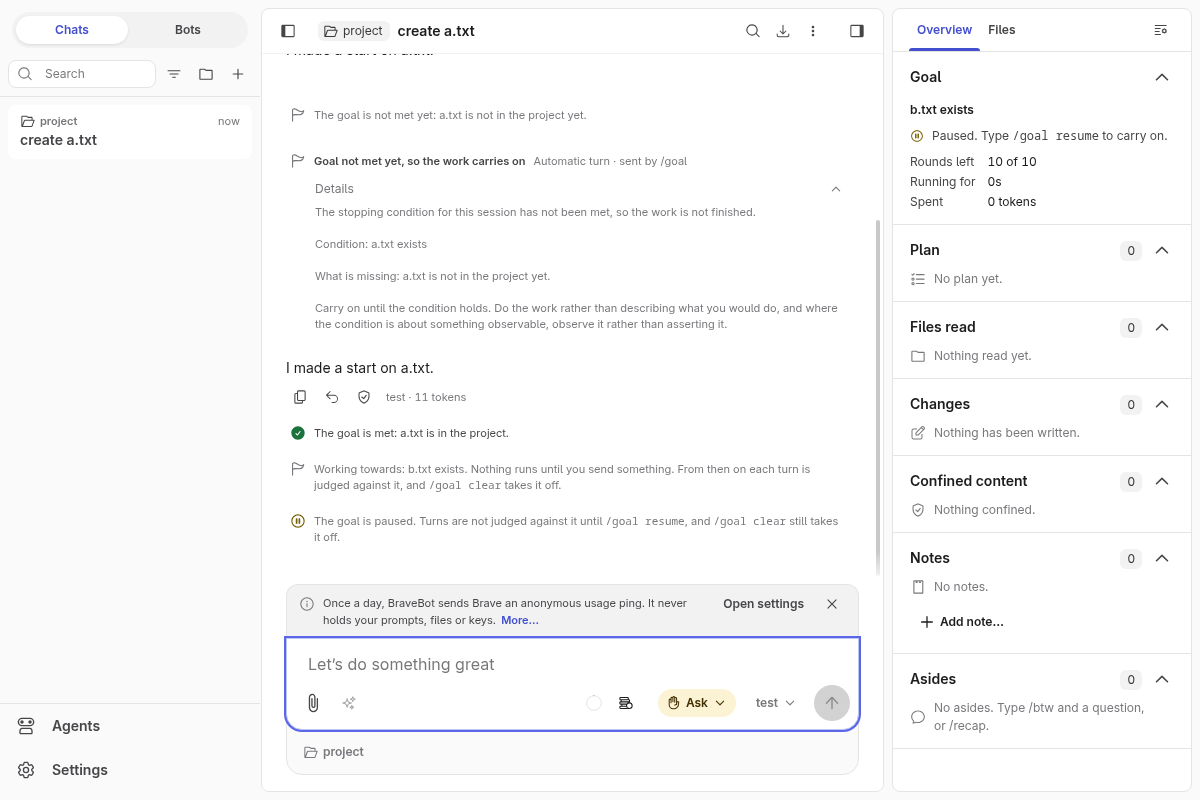 Chats
Bots
Search
project
now
create a.txt
Agents
Settings
project
create a.txt
I made a start on a.txt.
The goal is not met yet: a.txt is not in the project yet.
Goal not met yet, so the work carries on Automatic turn · sent by /goal
Details
The stopping condition for this session has not been met, so the work is not finished.
Condition: a.txt exists
What is missing: a.txt is not in the project yet.
Carry on until the condition holds. Do the work rather than describing what you would do, and where
the condition is about something observable, observe it rather than asserting it.
I made a start on a.txt.
test · 11 tokens
The goal is met: a.txt is in the project.
Working towards: b.txt exists. Nothing runs until you send something. From then on each turn is
judged against it, and /goal clear takes it off.
The goal is paused. Turns are not judged against it until /goal resume, and /goal clear still takes
it off.
Once a day, BraveBot sends Brave an anonymous usage ping. It never
holds your prompts, files or keys. More...
Open settings
Let's do something great
Ask
test
project
Overview
Files
Goal
b.txt exists
Paused. Type /goal resume to carry on.
Rounds left 10 of 10
Running for 0s
Spent 0 tokens
Plan 0
No plan yet.
Files read 0
Nothing read yet.
Changes 0
Nothing has been written.
Confined content 0
Nothing confined.
Notes 0
No notes.
Add note...
Asides 0
No asides. Type /btw and a question,
or /recap.